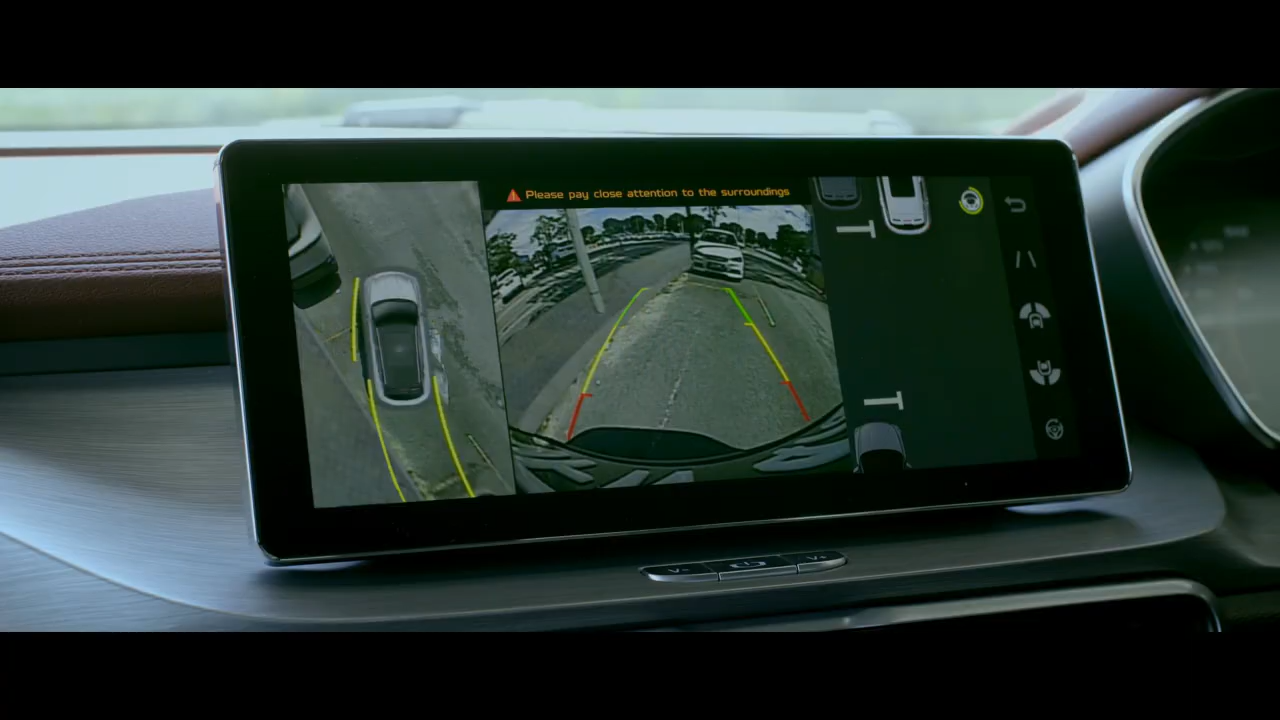 Please pay close attention to the surroundings
V-
V+